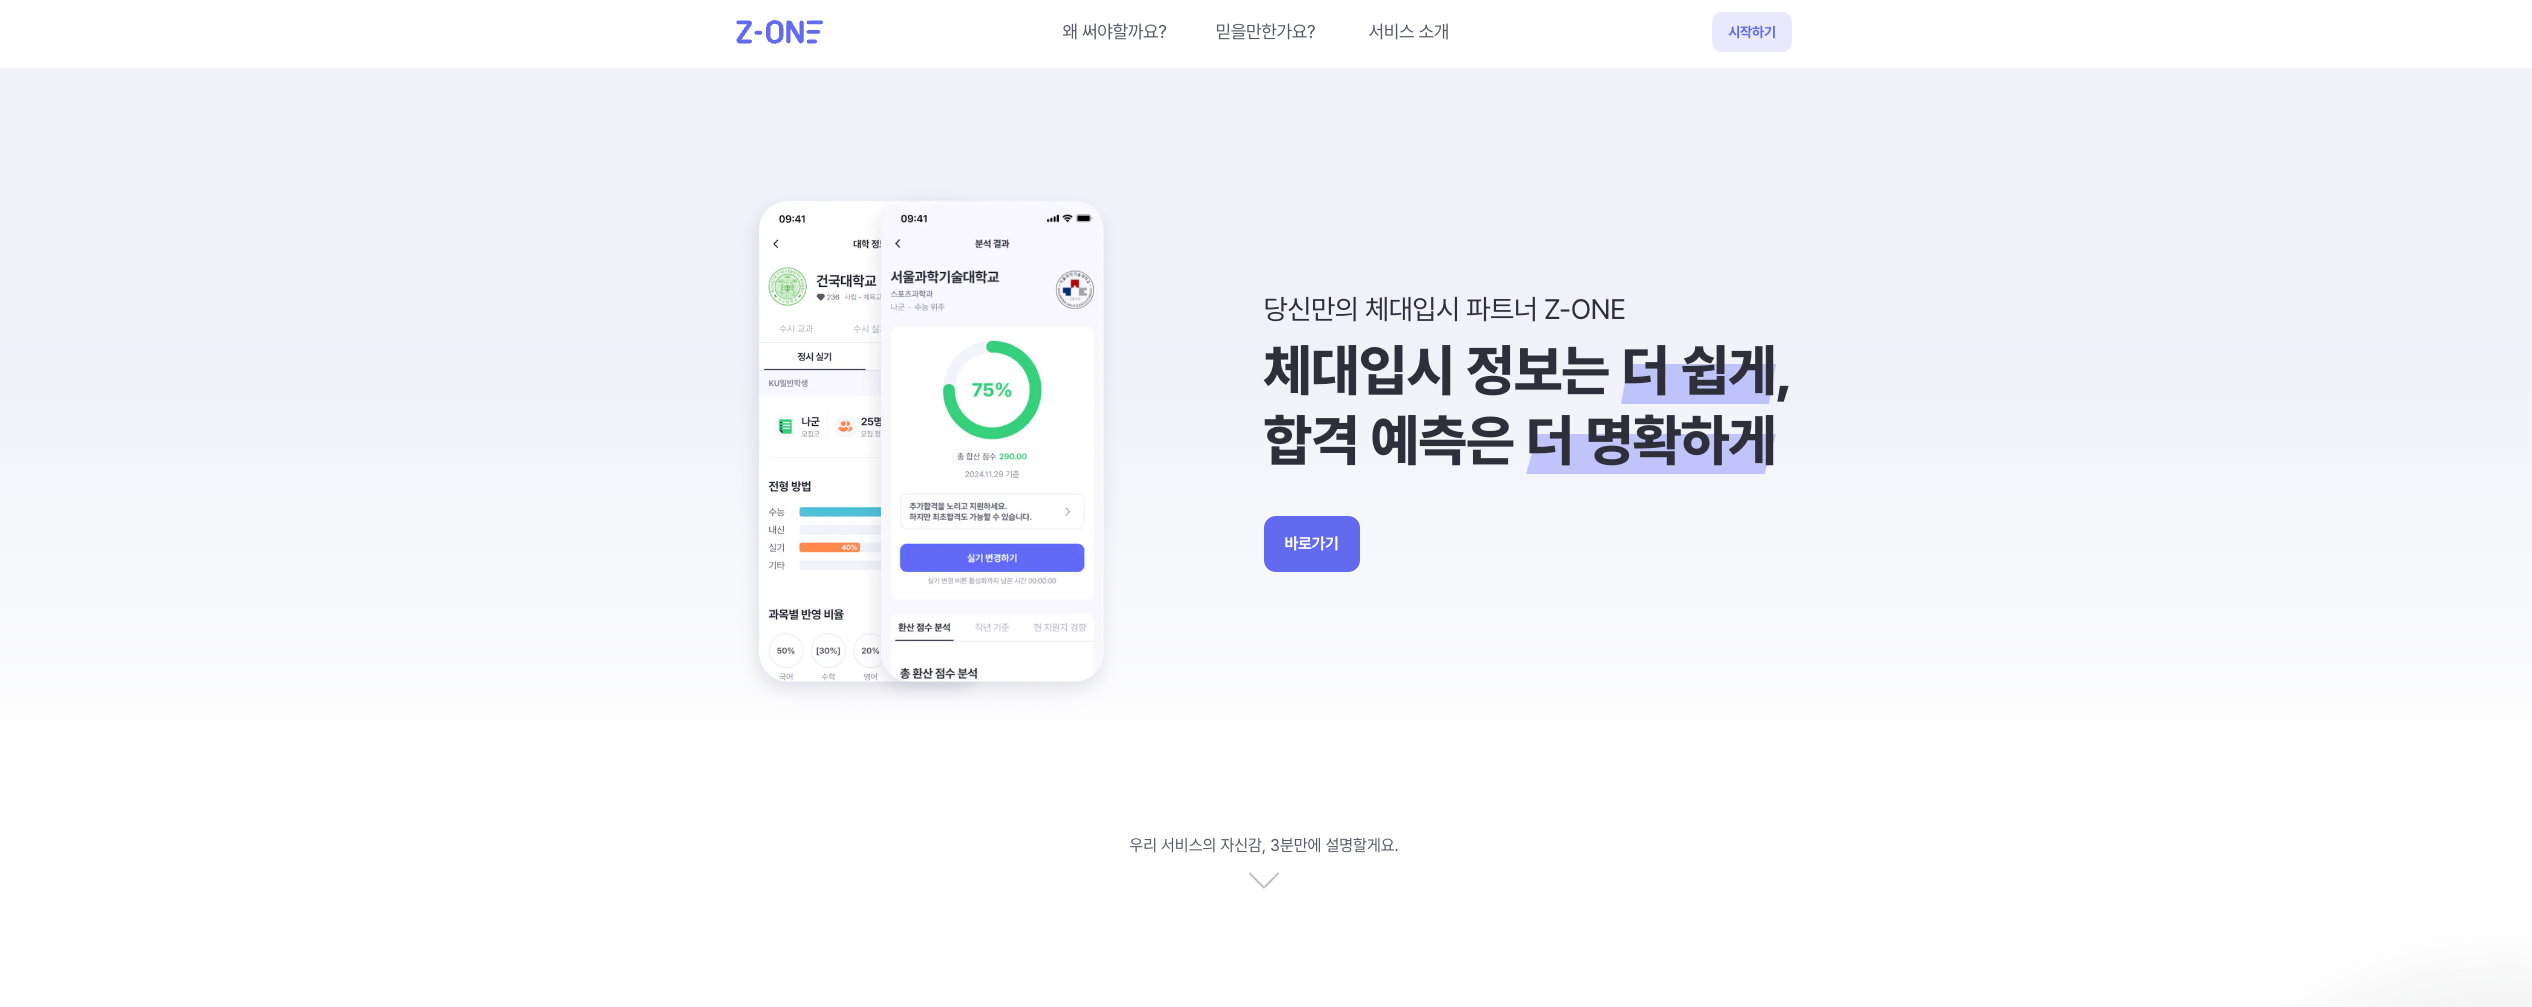 Z-ONE
왜 써야할까요?
믿을만한가요?
서비스 소개
시작하기
09:41
대학
건국대학교
236 사립
수시 교과
수시
정시 실기
KU일반학생
나군
모집군
25명
모집
전형 방법
수능
내신
실기
40%
기타
과목별 반영 비율
50%
[30%]
20%
국어
수학
영어
09:41
분석 결과
서울과학기술대학교
스포츠과학과
나군 · 수능 위주
75%
총 환산 점수 290.00
2024.11.29 기준
추가합격을 노리고 지원하세요.
하지만 최초합격도 가능할 수 있습니다.
실기 변경하기
실기 변경 버튼 활성화까지 남은 시간 00:00:00
환산 점수 분석
작년 기준
현 지원자 경향
총 환산 점수 분석
당신만의 체대입시 파트너 Z-ONE
체대입시 정보는 더 쉽게,
합격 예측은 더 명확하게
바로가기
우리 서비스의 자신감, 3분만에 설명할게요.